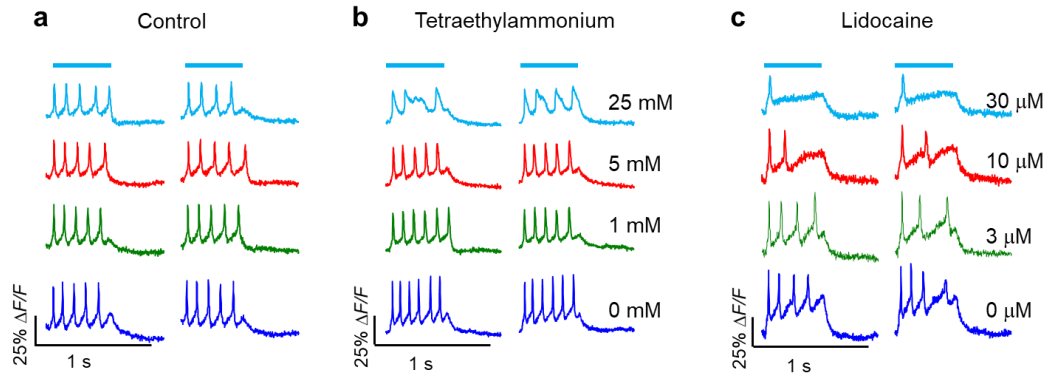 a Control
b Tetraethylammonium
c Lidocaine
25 mM
5 mM
1 mM
0 mM
30 μM
10 μM
3 μM
0 μM
25% ΔF/F
1 s
25% ΔF/F
1 s
25% ΔF/F
1 s